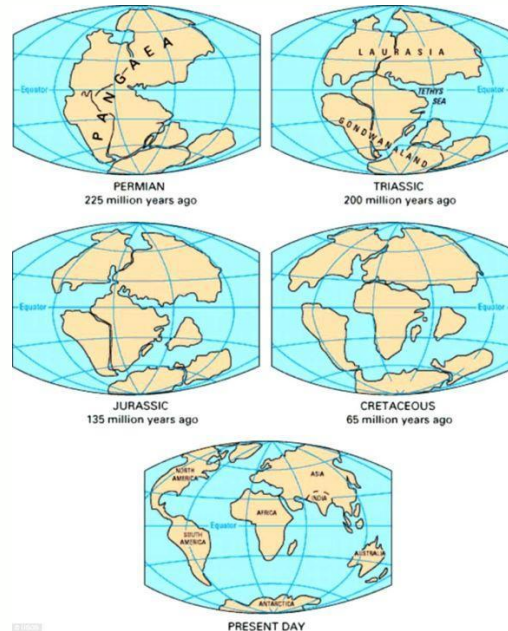 PANGAEA
Equator
PERMIAN
225 million years ago
LAURASIA
TETHYS
SEA
Equator
GONDWANALAND
TRIASSIC
200 million years ago
Equator
JURASSIC
135 million years ago
Equator
CRETACEOUS
65 million years ago
NORTH
AMERICA
ASIA
INDIA
AFRICA
Equator
SOUTH
AMERICA
AUSTRALIA
ANTARCTICA
PRESENT DAY